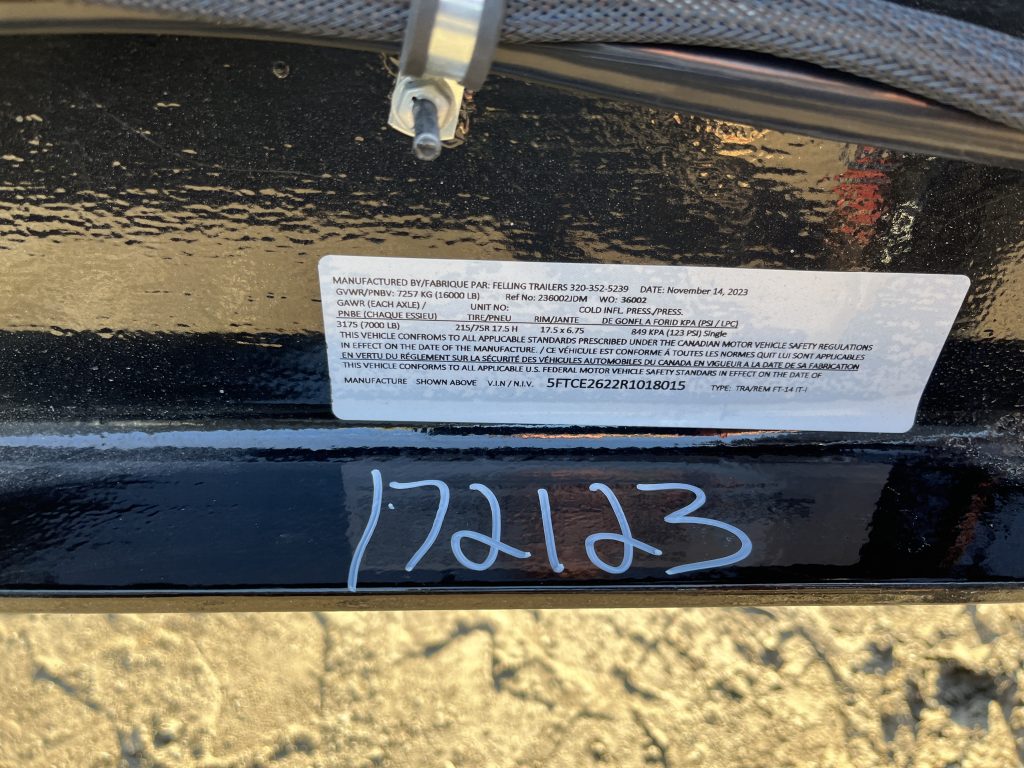 MANUFACTURED BY/FABRIQUE PAR: FELLING TRAILERS 320-352-5239 DATE: November 14, 2023
GVWR/PNBV: 7257 KG (16000 LB) Ref No: 236002JDM WO: 36002
GAWR (EACH AXLE) / UNIT NO: COLD INFL. PRESS./PRESS.
PNBE (CHAQUE ESSIEU) TIRE/PNEU RIM/JANTE DE GONFL A FORID KPA (PSI / LPC)
3175 (7000 LB) 215/75R 17.5 H 17.5 x 6.75 849 KPA (123 PSI) Single
THIS VEHICLE CONFROMS TO ALL APPLICABLE STANDARDS PRESCRIBED UNDER THE CANADIAN MOTOR VEHICLE SAFETY REGULATIONS
IN EFFECT ON THE DATE OF THE MANUFACTURE. / CE VÉHICULE EST CONFORME Á TOUTES LES NORMES QUIT LUI SONT APPLICABLES
EN VERTU DU RÉGLEMENT SUR LA SÉCURITÉ DES VÉHICULES AUTOMOBILES DU CANADA EN VIGUEUR A LA DATE DE SA FABRICATION
THIS VEHICLE CONFORMS TO ALL APPLICABLE U.S. FEDERAL MOTOR VEHICLE SAFETY STANDARS IN EFFECT ON THE DATE OF
MANUFACTURE SHOWN ABOVE V.I.N / N.I.V. 5FTCE2622R1018015 TYPE: TRA/REM FT-14 IT-I
172123